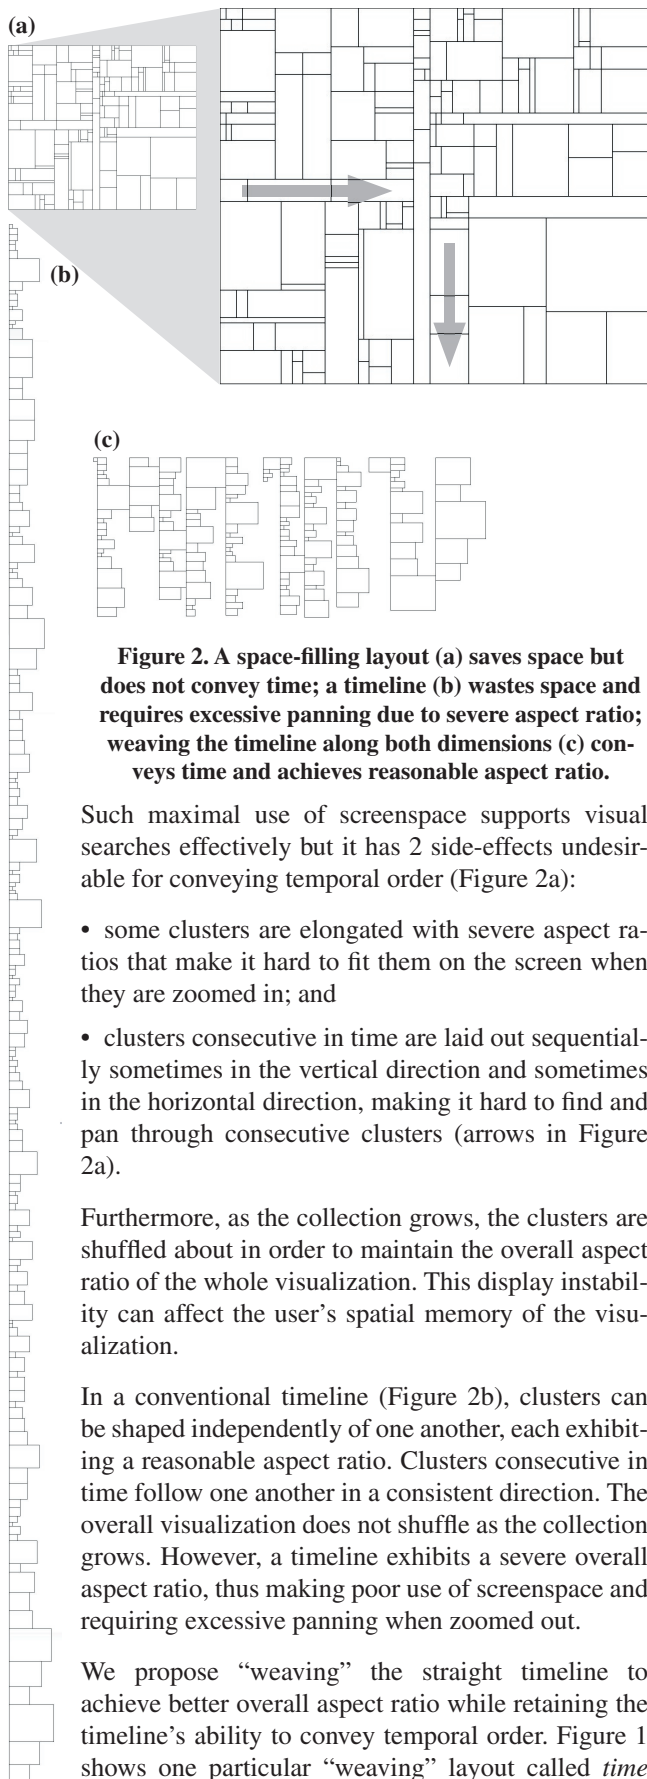 (a)
(b)
(c)
Figure 2. A space-filling layout (a) saves space but
does not convey time; a timeline (b) wastes space and
requires excessive panning due to severe aspect ratio;
weaving the timeline along both dimensions (c) con-
veys time and achieves reasonable aspect ratio.
Such maximal use of screenspace supports visual
searches effectively but it has 2 side-effects undesir-
able for conveying temporal order (Figure 2a):
• some clusters are elongated with severe aspect ra-
tios that make it hard to fit them on the screen when
they are zoomed in; and
• clusters consecutive in time are laid out sequential-
ly sometimes in the vertical direction and sometimes
in the horizontal direction, making it hard to find and
pan through consecutive clusters (arrows in Figure
2a).
Furthermore, as the collection grows, the clusters are
shuffled about in order to maintain the overall aspect
ratio of the whole visualization. This display instabil-
ity can affect the user's spatial memory of the visu-
alization.
In a conventional timeline (Figure 2b), clusters can
be shaped independently of one another, each exhibit-
ing a reasonable aspect ratio. Clusters consecutive in
time follow one another in a consistent direction. The
overall visualization does not shuffle as the collection
grows. However, a timeline exhibits a severe overall
aspect ratio, thus making poor use of screenspace and
requiring excessive panning when zoomed out.
We propose “weaving” the straight timeline to
achieve better overall aspect ratio while retaining the
timeline's ability to convey temporal order. Figure 1
shows one particular “weaving” layout called time